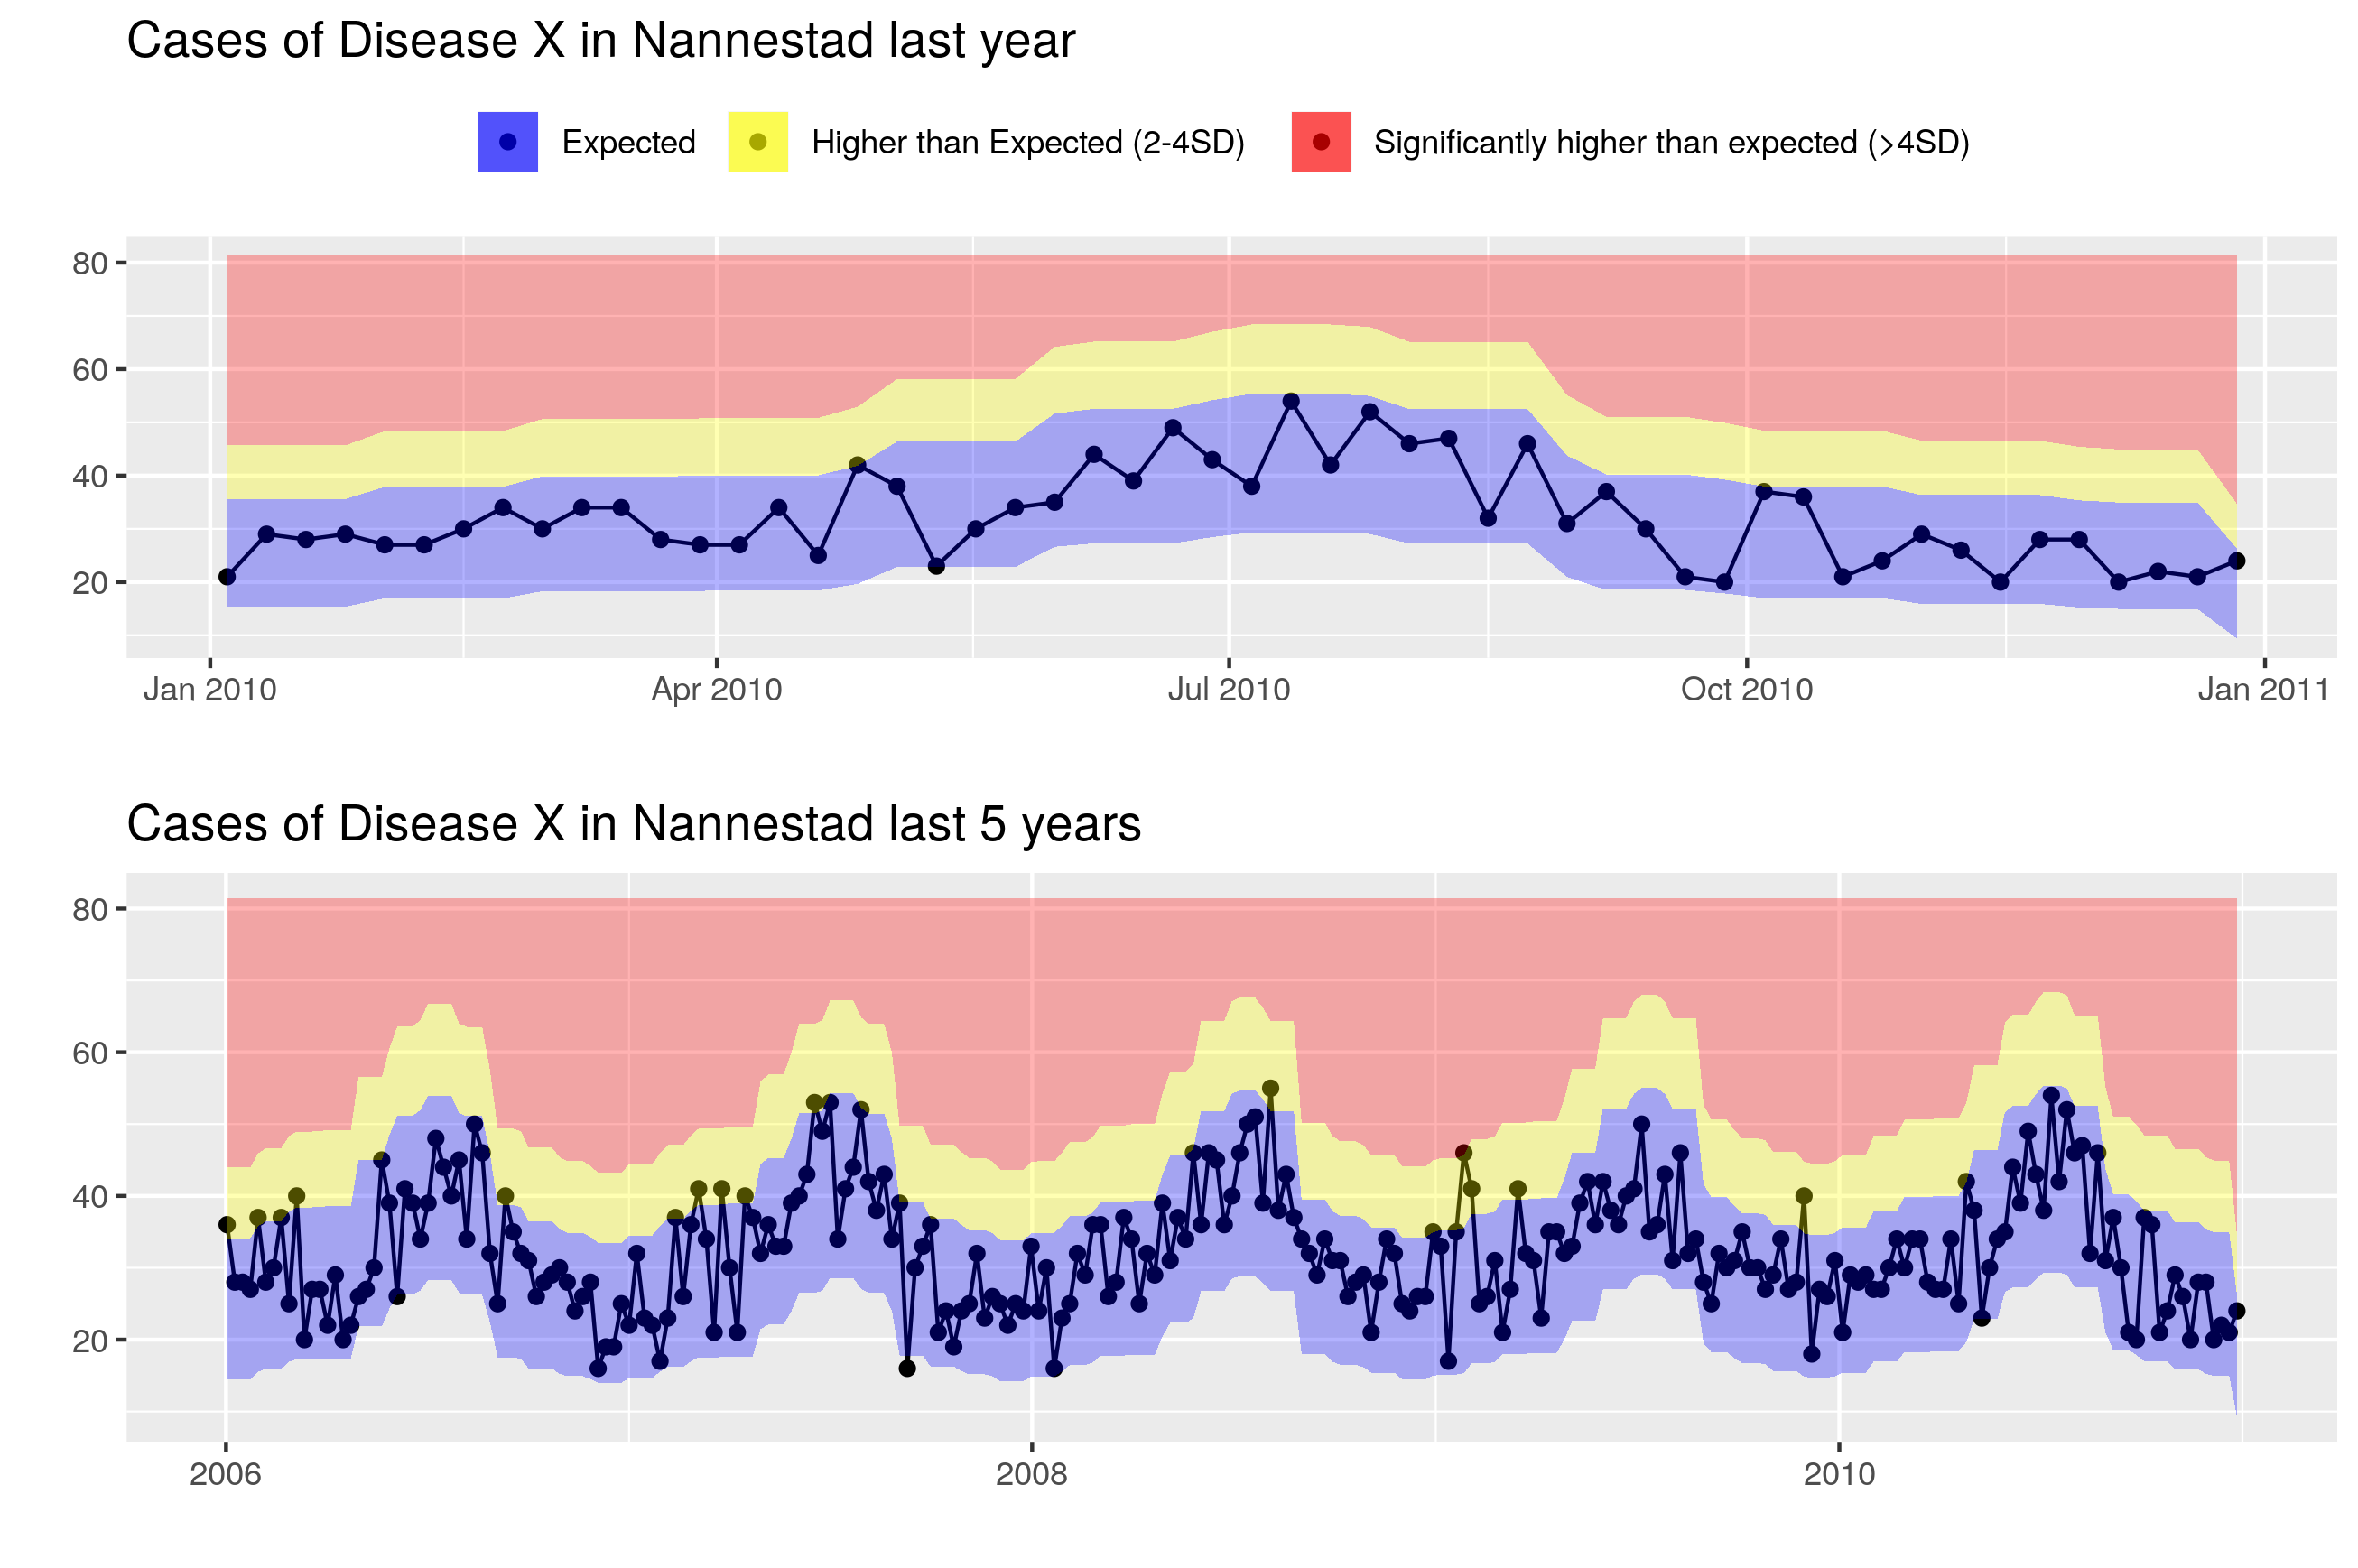 Cases of Disease X in Nannestad last year
Expected Higher than Expected (2-4SD) Significantly higher than expected (>4SD)
80
60
40
20
Jan 2010 Apr 2010 Jul 2010 Oct 2010 Jan 2011
Cases of Disease X in Nannestad last 5 years
80
60
40
20
2006 2008 2010